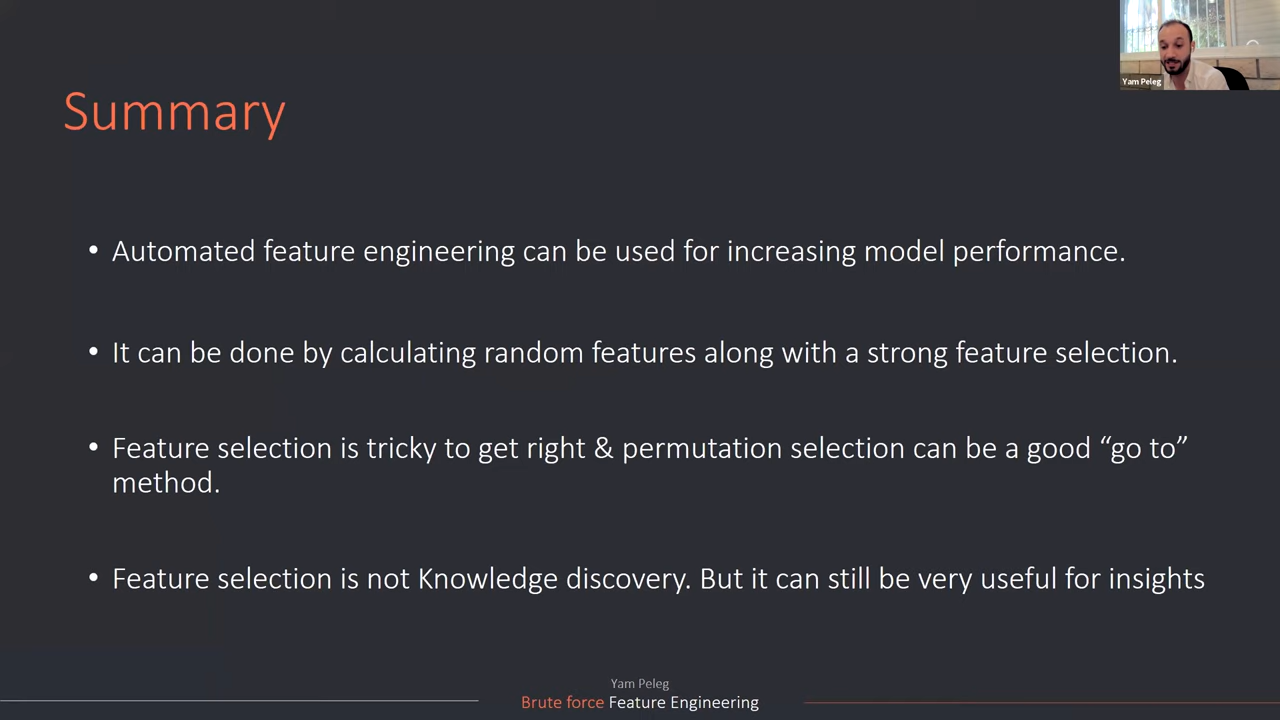 Yam Peleg
Summary
• Automated feature engineering can be used for increasing model performance.
• It can be done by calculating random features along with a strong feature selection.
• Feature selection is tricky to get right & permutation selection can be a good “go to”
method.
• Feature selection is not Knowledge discovery. But it can still be very useful for insights
Yam Peleg
Brute force Feature Engineering